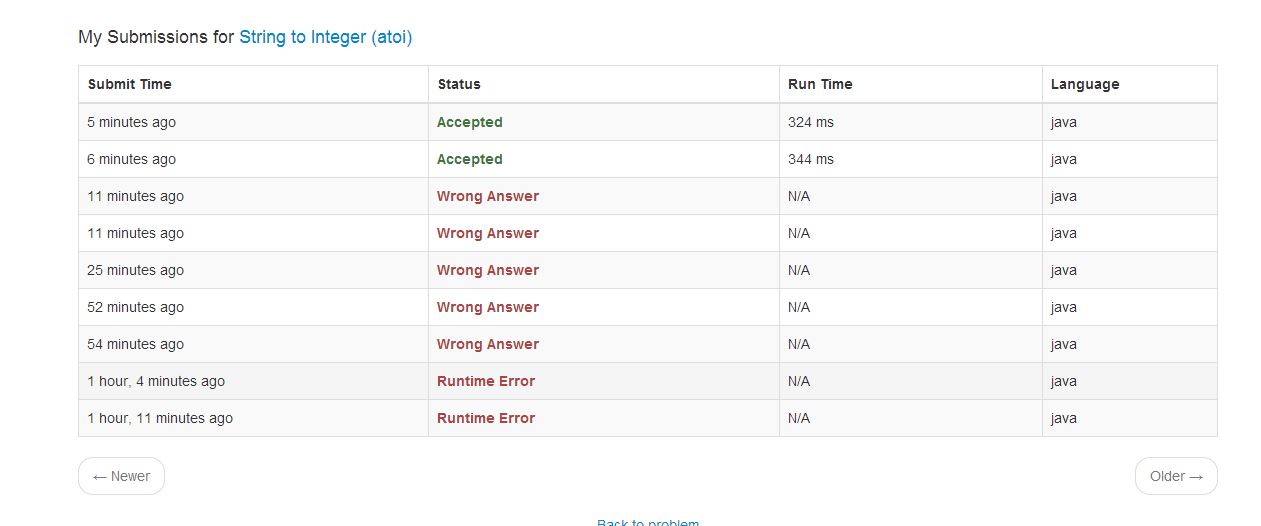 My Submissions for String to Integer (atoi)
Submit Time Status Run Time Language
5 minutes ago Accepted 324 ms java
6 minutes ago Accepted 344 ms java
11 minutes ago Wrong Answer N/A java
11 minutes ago Wrong Answer N/A java
25 minutes ago Wrong Answer N/A java
52 minutes ago Wrong Answer N/A java
54 minutes ago Wrong Answer N/A java
1 hour, 4 minutes ago Runtime Error N/A java
1 hour, 11 minutes ago Runtime Error N/A java
← Newer Older →
Back to problem